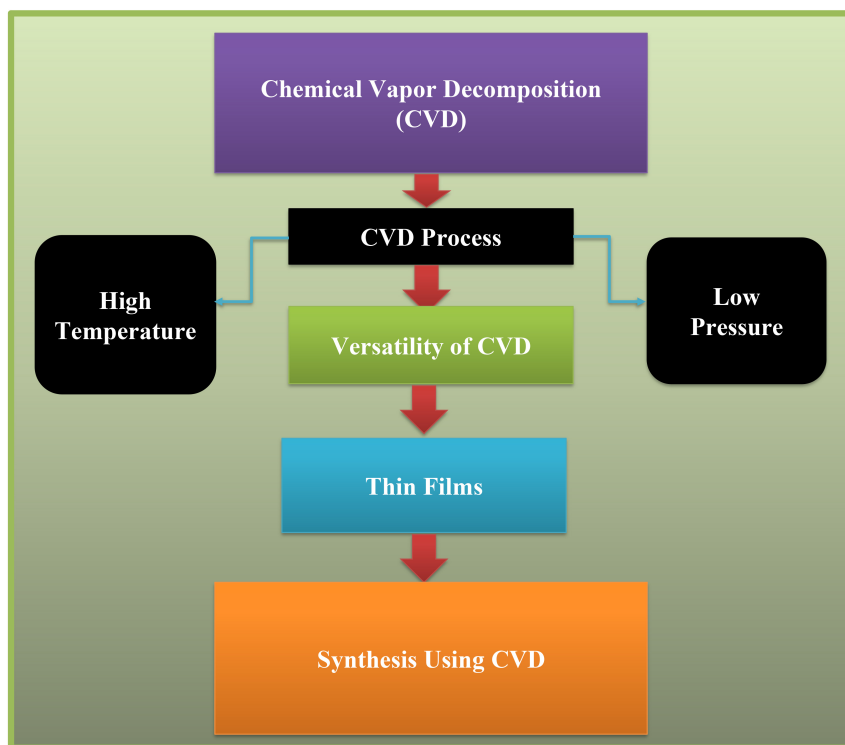 Chemical Vapor Decomposition
(CVD)
CVD Process
High
Temperature
Low
Pressure
Versatility of CVD
Thin Films
Synthesis Using CVD